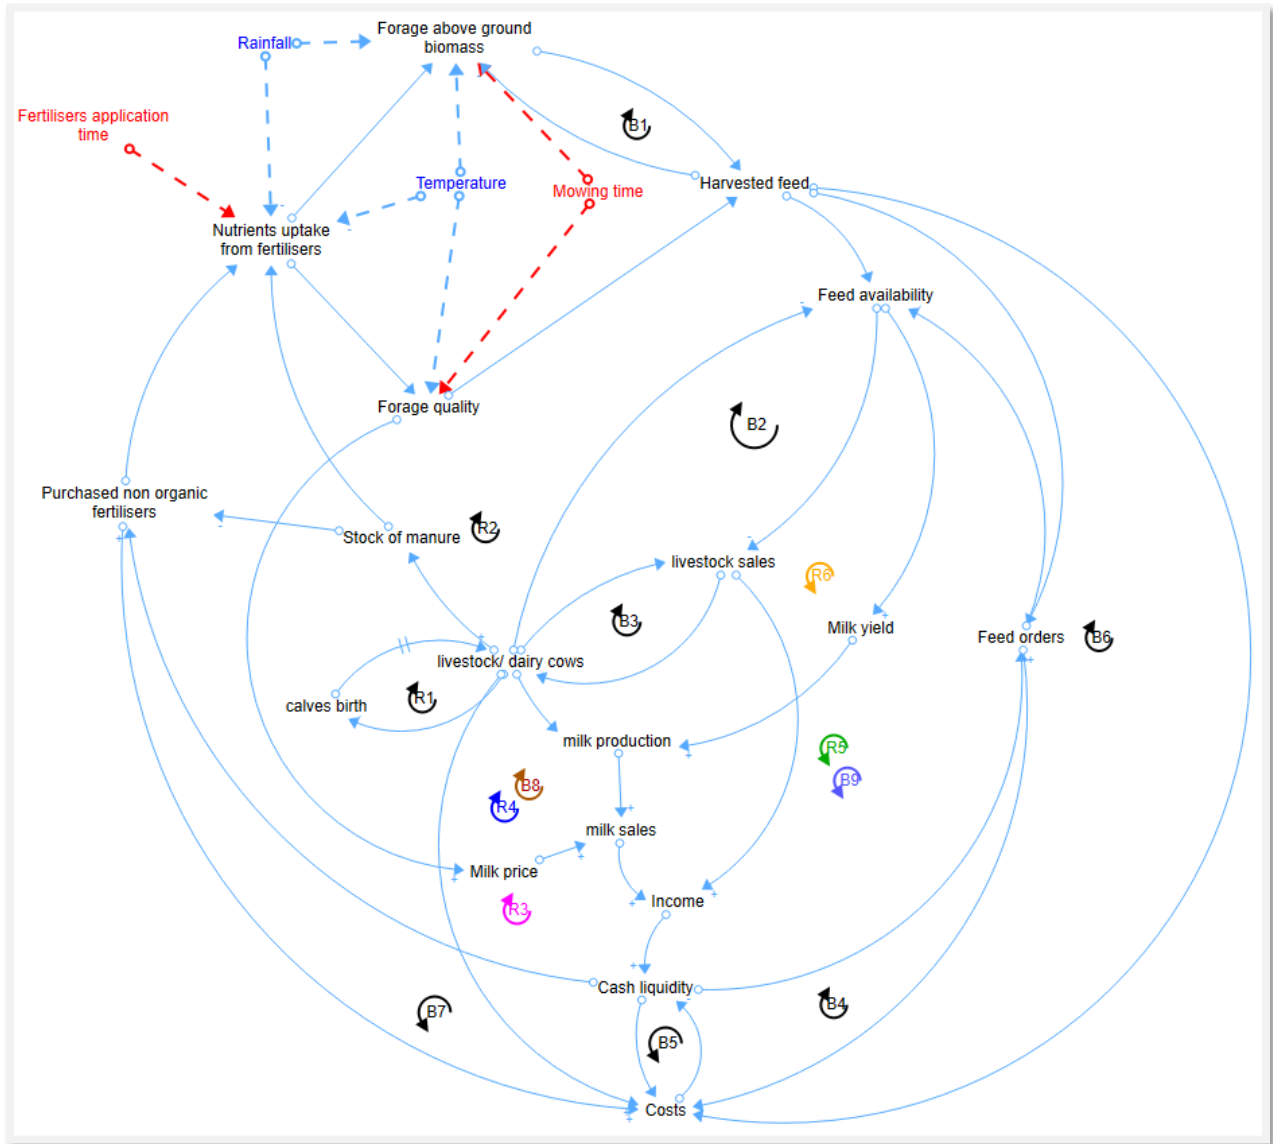 Forage above ground
biomass
Rainfall
Fertilisers application
time
B1
Temperature
Harvested feed
Mowing time
-
Nutrients uptake
from fertilisers
-
Feed availability
-
Forage quality
B2
Purchased non organic
fertilisers
+
-
Stock of manure
R2
-
livestock sales
R6
B3
+
Milk yield
Feed orders
B6
+
+
livestock/ dairy cows
R1
calves birth
milk production
+
R5
B9
B8
R4
+
milk sales
+
Milk price
+
R3
+
Income
+
+
Cash liquidity
-
B7
B4
B5
Costs
+